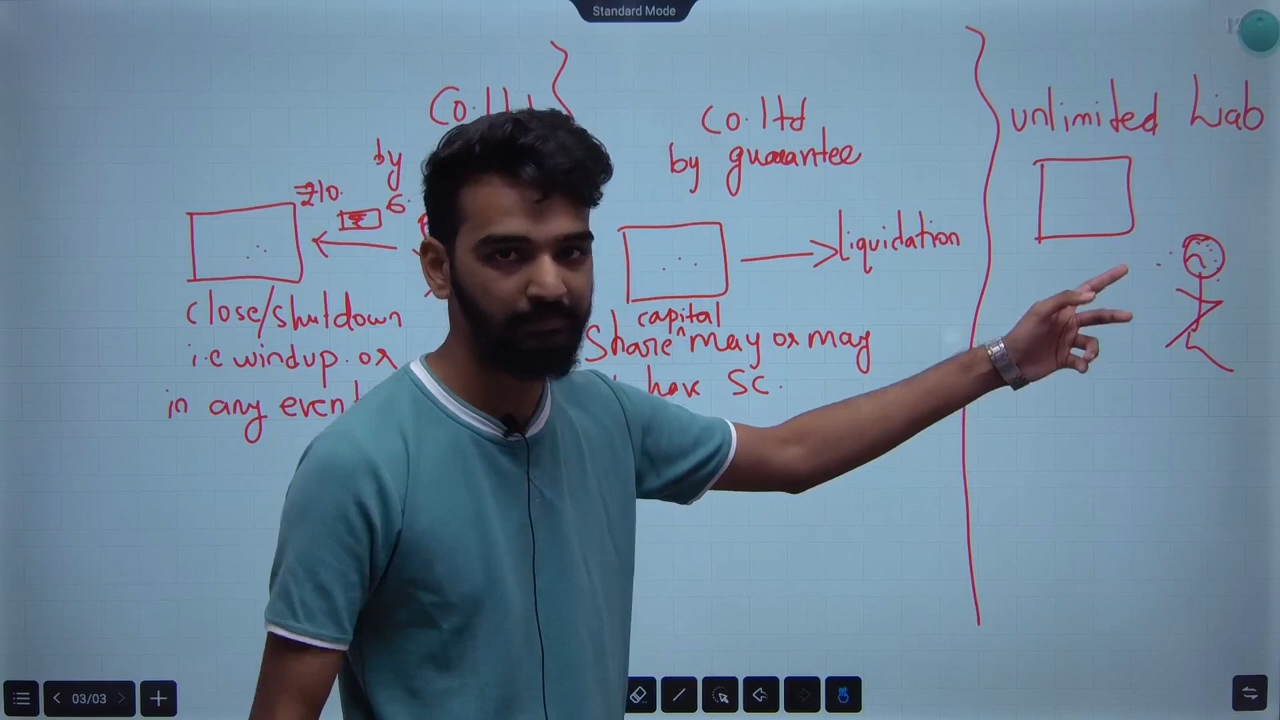 Standard Mode
Co. ltd
by
₹10.
close/shutdown
i.e windup. or
in any event
Co. ltd
by guarantee
liquidation
capital
Share ^ may or may
have SC.
unlimited Liab
03/03